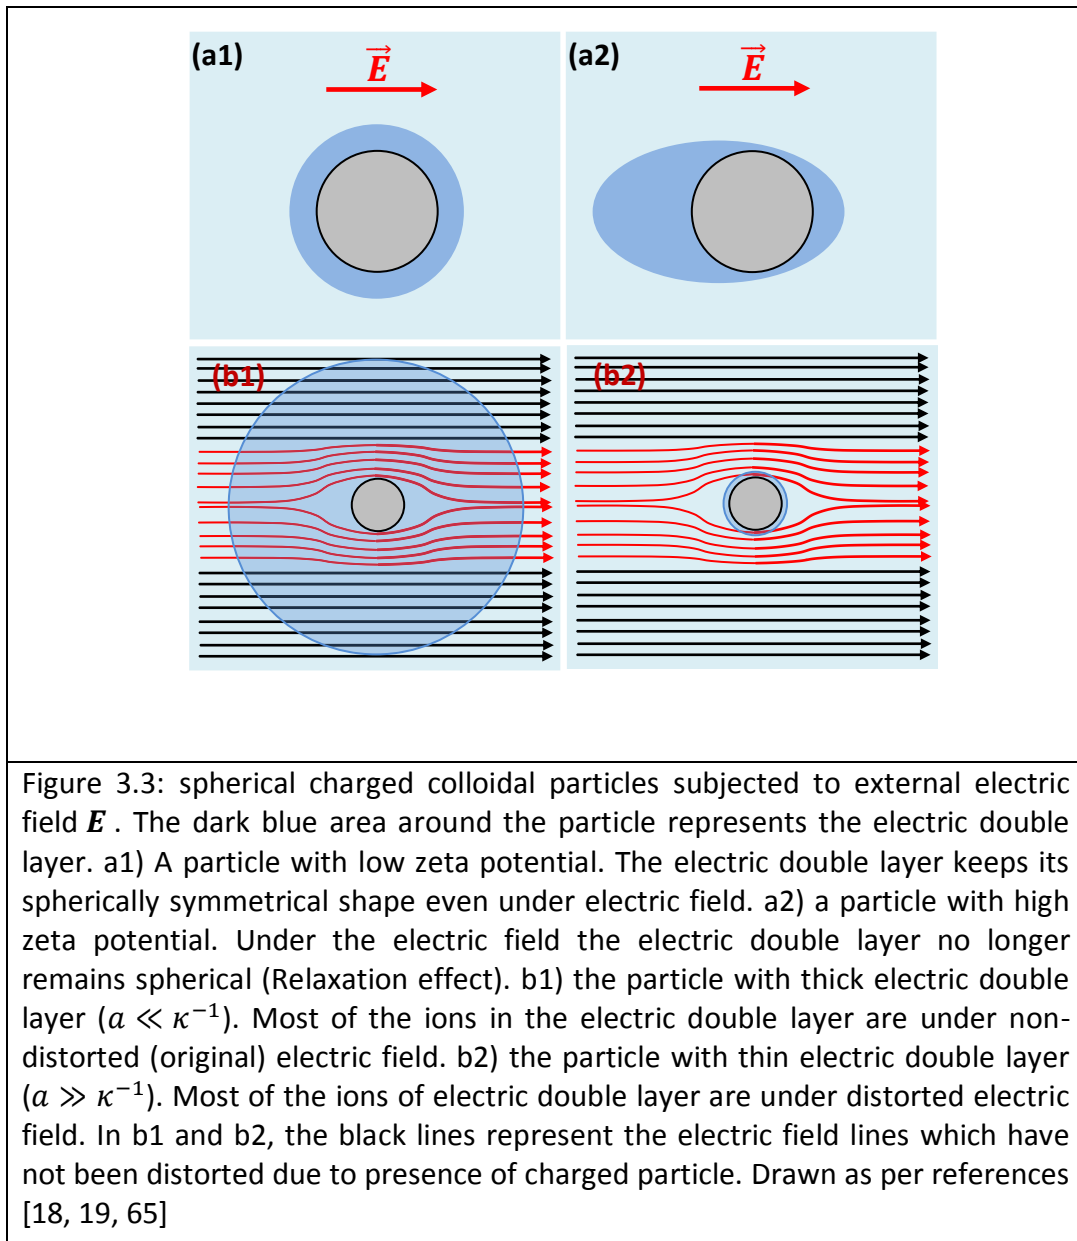 (a1)
E
(a2)
E
(b1)
(b2)
Figure 3.3: spherical charged colloidal particles subjected to external electric
field E . The dark blue area around the particle represents the electric double
layer. a1) A particle with low zeta potential. The electric double layer keeps its
spherically symmetrical shape even under electric field. a2) a particle with high
zeta potential. Under the electric field the electric double layer no longer
remains spherical (Relaxation effect). b1) the particle with thick electric double
layer (a ≪ κ⁻¹). Most of the ions in the electric double layer are under non-
distorted (original) electric field. b2) the particle with thin electric double layer
(a ≫ κ⁻¹). Most of the ions of electric double layer are under distorted electric
field. In b1 and b2, the black lines represent the electric field lines which have
not been distorted due to presence of charged particle. Drawn as per references
[18, 19, 65]